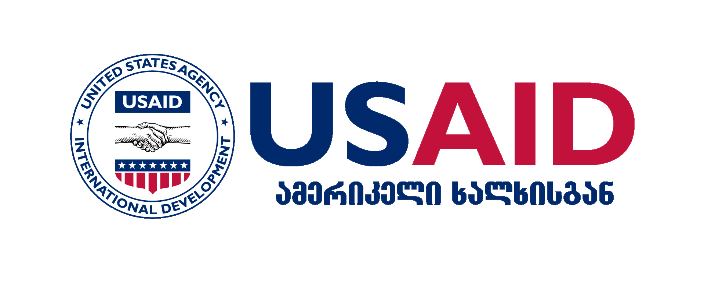 UNITED STATES AGENCY
USAID
INTERNATIONAL DEVELOPMENT
USAID
ამერიკელი ხალხისგან